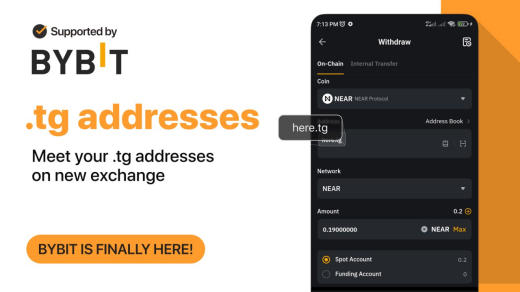 Supported by
BYBIT
.tg addresses
Meet your .tg addresses
on new exchange
BYBIT IS FINALLY HERE!
7:13 PM
Withdraw
On-Chain Internal Transfer
Coin
NEAR NEAR Protocol
Address Book
here.tg
here.tg
Network
NEAR
Amount 0.2
0.19000000 NEAR Max
Spot Account 0.2
Funding Account 0